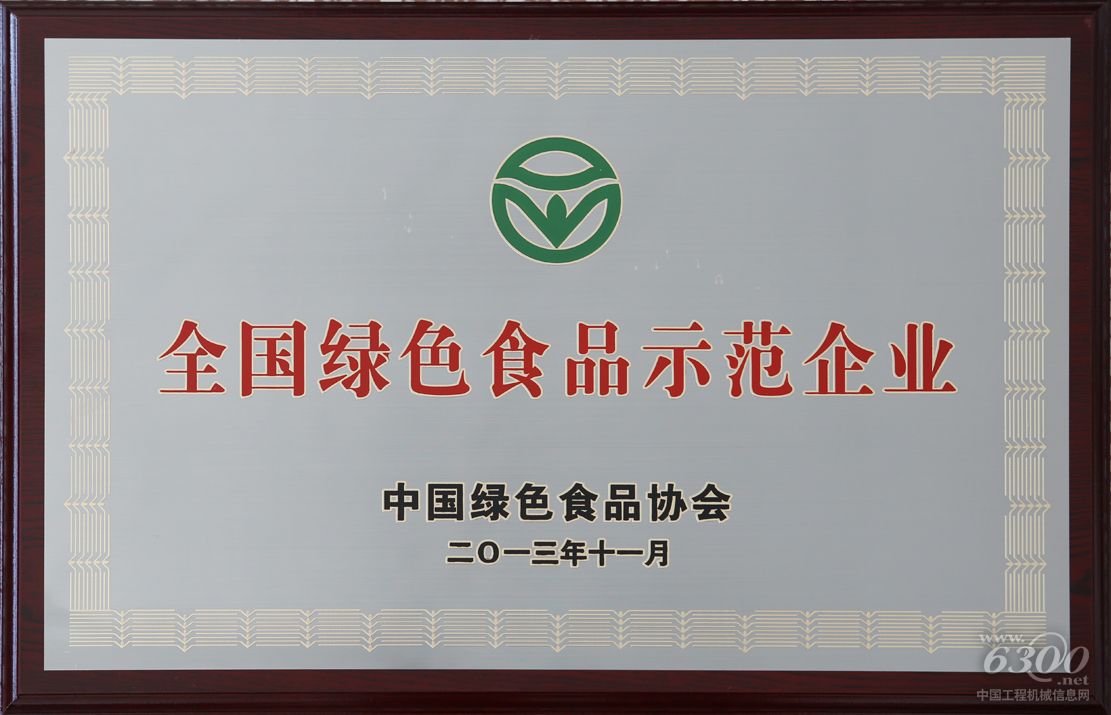 全国绿色食品示范企业
中国绿色食品协会
二〇一三年十一月
www.
6300
.net
中国工程机械信息网